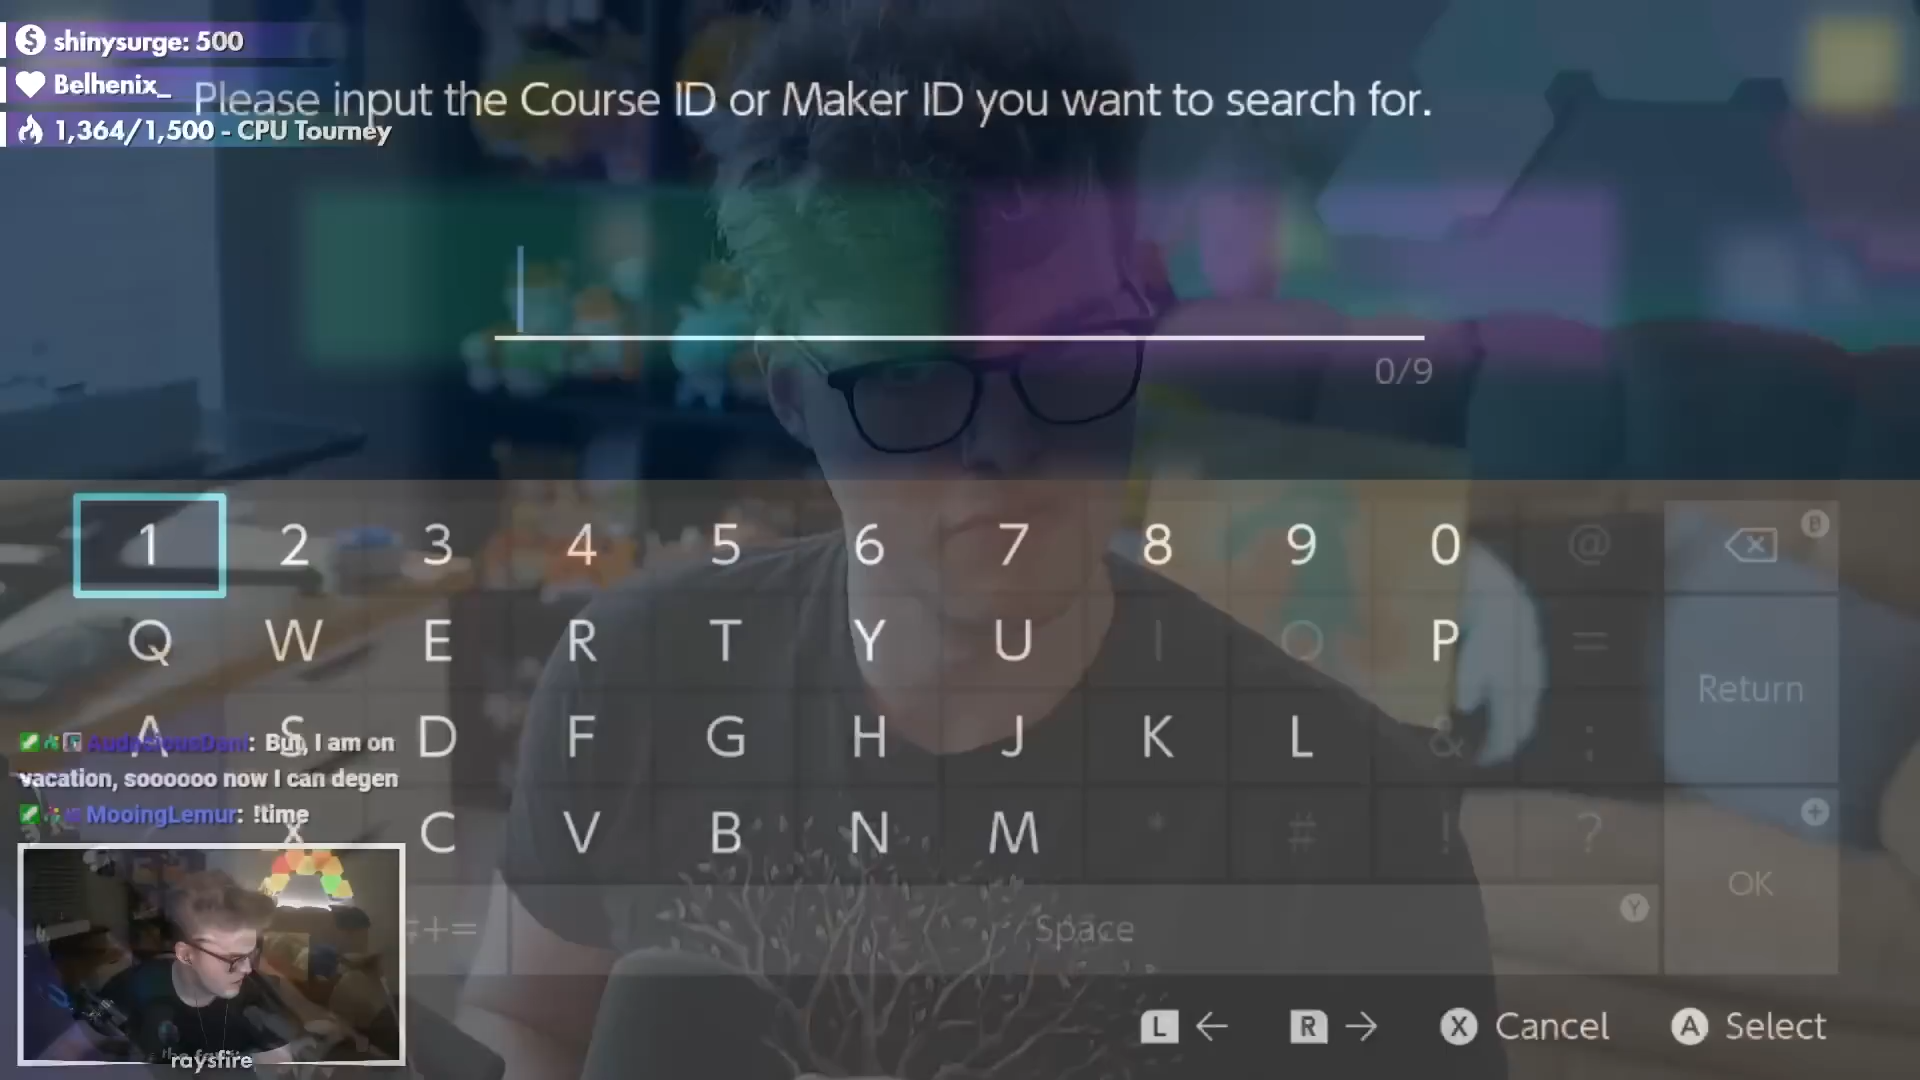 shinysurge: 500
Belhenix_
Please input the Course ID or Maker ID you want to search for.
1,364/1,500 - CPU Tourney
0/9
1 2 3 4 5 6 7 8 9 0 @
B
Q W E R T Y U I O P =
Return
A S D F G H J K L & ;
AudaciousDani: But, I am on
vacation, soooooo now I can degen
MooingLemur: !time
X C V B N M * # ! ?
+
OK
#+=
Space
Y
L ← R → X Cancel A Select
raysfire